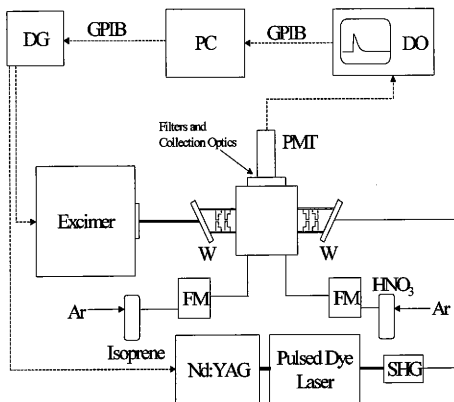 DG
GPIB
PC
GPIB
DO
Filters and
Collection Optics
PMT
Excimer
W
W
FM
FM
HNO₃
Ar
Ar
Isoprene
Nd:YAG
Pulsed Dye
Laser
SHG